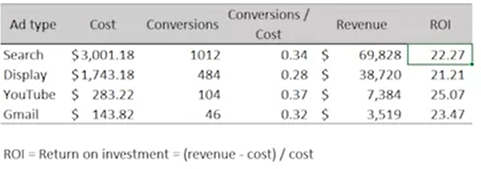 Ad type Cost Conversions Conversions / Cost Revenue ROI
Search $3,001.18 1012 0.34 $ 69,828 22.27
Display $1,743.18 484 0.28 $ 38,720 21.21
YouTube $ 283.22 104 0.37 $ 7,384 25.07
Gmail $ 143.82 46 0.32 $ 3,519 23.47
ROI = Return on investment = (revenue - cost) / cost